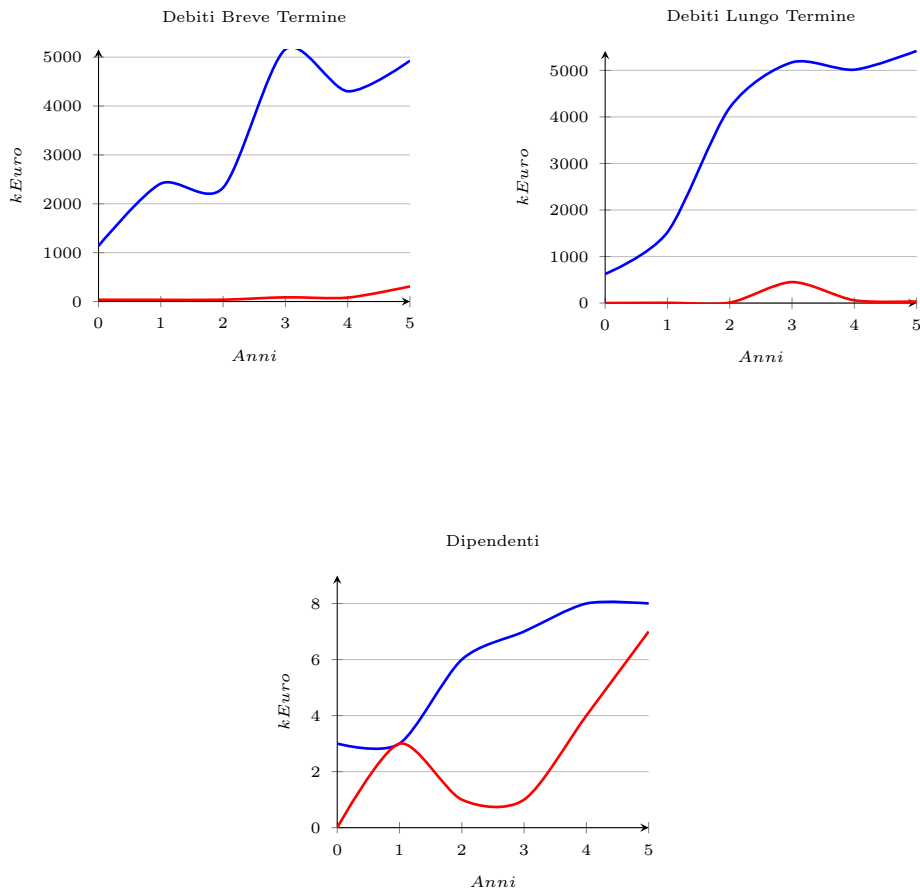 Debiti Breve Termine
5000
4000
3000
2000
1000
0
kEuro
0 1 2 3 4 5
Anni
Debiti Lungo Termine
5000
4000
3000
2000
1000
0
kEuro
0 1 2 3 4 5
Anni
Dipendenti
8
6
4
2
0
kEuro
0 1 2 3 4 5
Anni